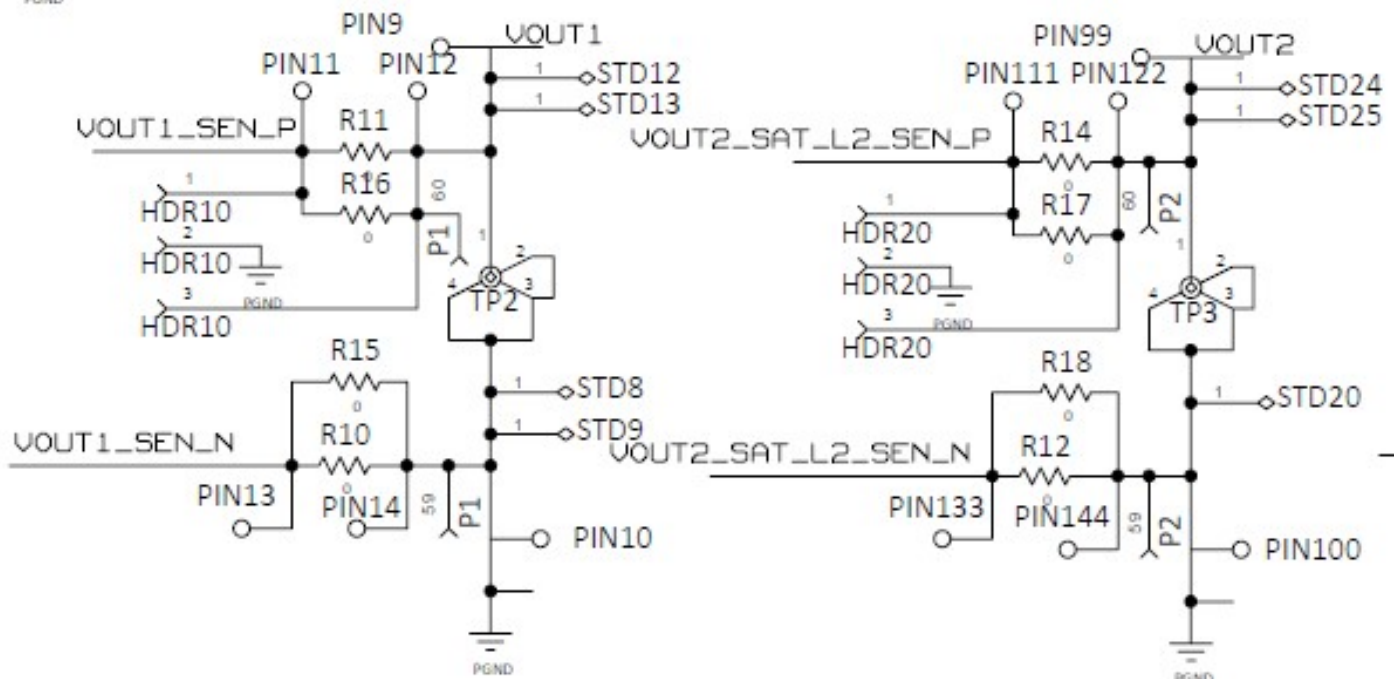 PGND
PIN9
VOUT1
PIN11
PIN12
1
STD12
1
STD13
VOUT1_SEN_P
R11
0
1
HDR10
R16
0
60
P1
1
2
HDR10
PGND
3
HDR10
2
4
3
TP2
R15
0
1
STD8
R10
0
1
STD9
VOUT1_SEN_N
PIN13
PIN14
59
P1
PIN10
PGND
PIN99
VOUT2
PIN111
PIN122
1
STD24
1
STD25
VOUT2_SAT_L2_SEN_P
R14
0
1
HDR20
R17
0
60
P2
1
2
HDR20
PGND
3
HDR20
2
4
3
TP3
R18
0
1
STD20
R12
0
VOUT2_SAT_L2_SEN_N
PIN133
PIN144
59
P2
PIN100
PGND